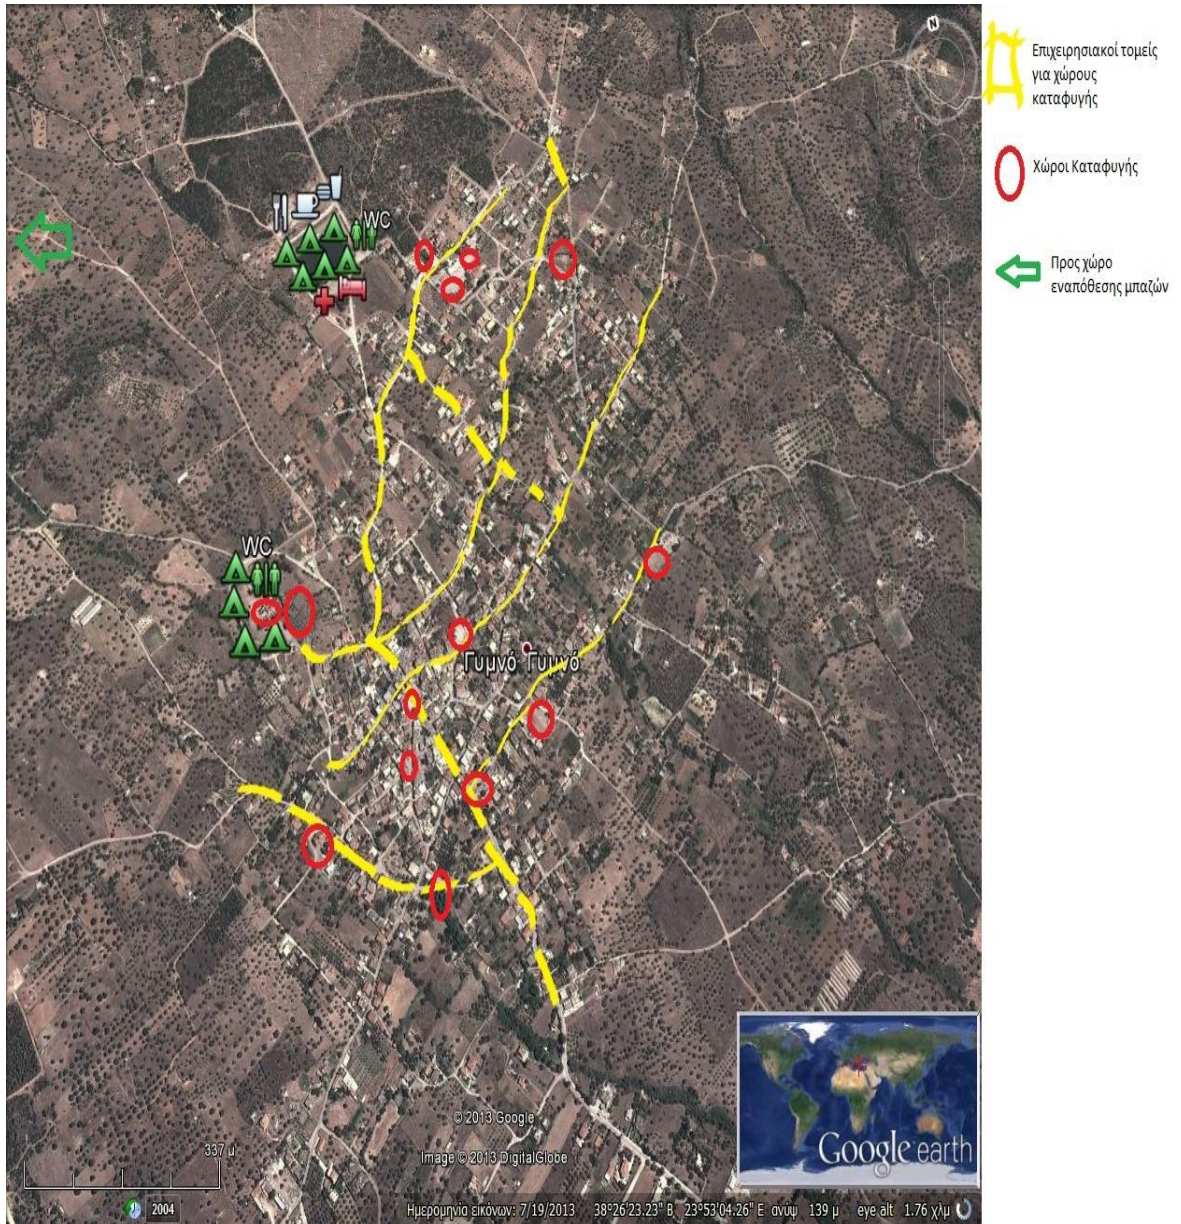 N
Επιχειρησιακοί τομείς
για χώρους
καταφυγής
Χώροι Καταφυγής
Προς χώρο
εναπόθεσης μπαζών
WC
WC
Γυμνό Γυμνό
© 2013 Google
Image © 2013 DigitalGlobe
Google earth
337 μ
2004
Ημερομηνία εικόνων: 7/19/2013 38°26'23.23" Β 23°53'04.26" Ε ανύψ 139 μ eye alt 1.76 χλμ